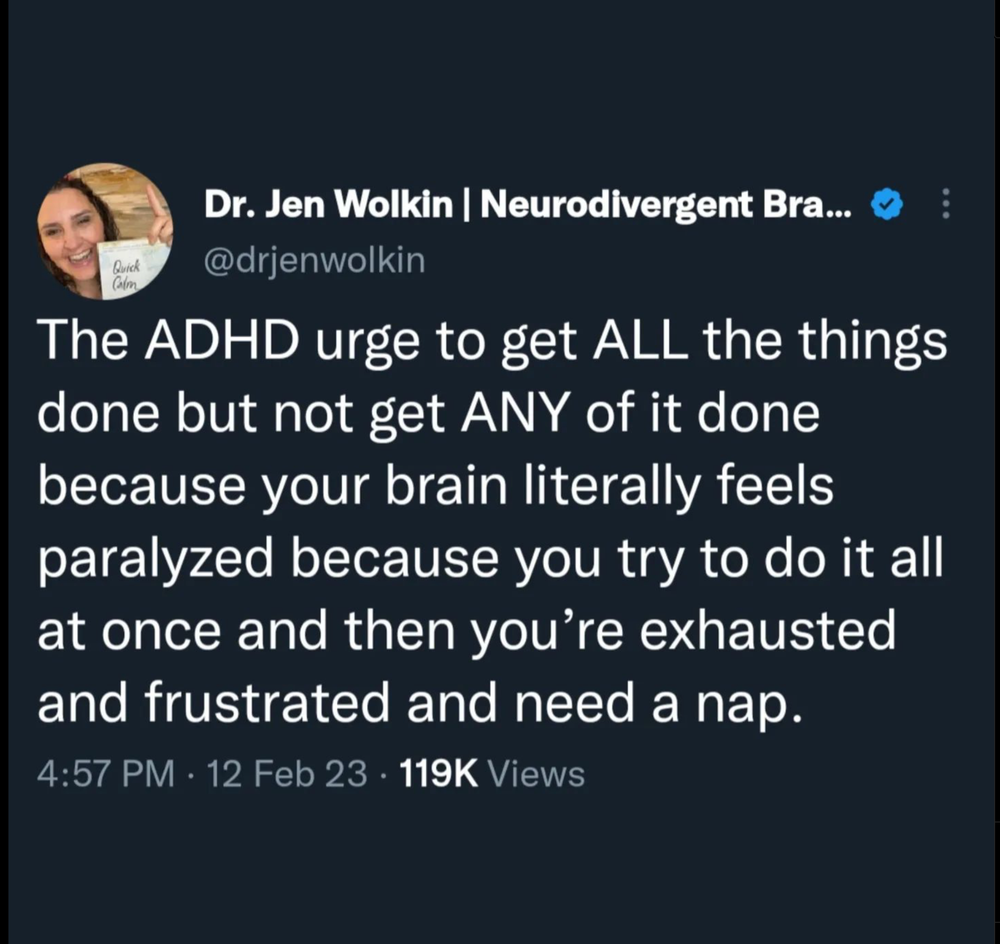 Dr. Jen Wolkin | Neurodivergent Bra...
@drjenwolkin
Quick
Calm
The ADHD urge to get ALL the things
done but not get ANY of it done
because your brain literally feels
paralyzed because you try to do it all
at once and then you’re exhausted
and frustrated and need a nap.
4:57 PM · 12 Feb 23 · 119K Views